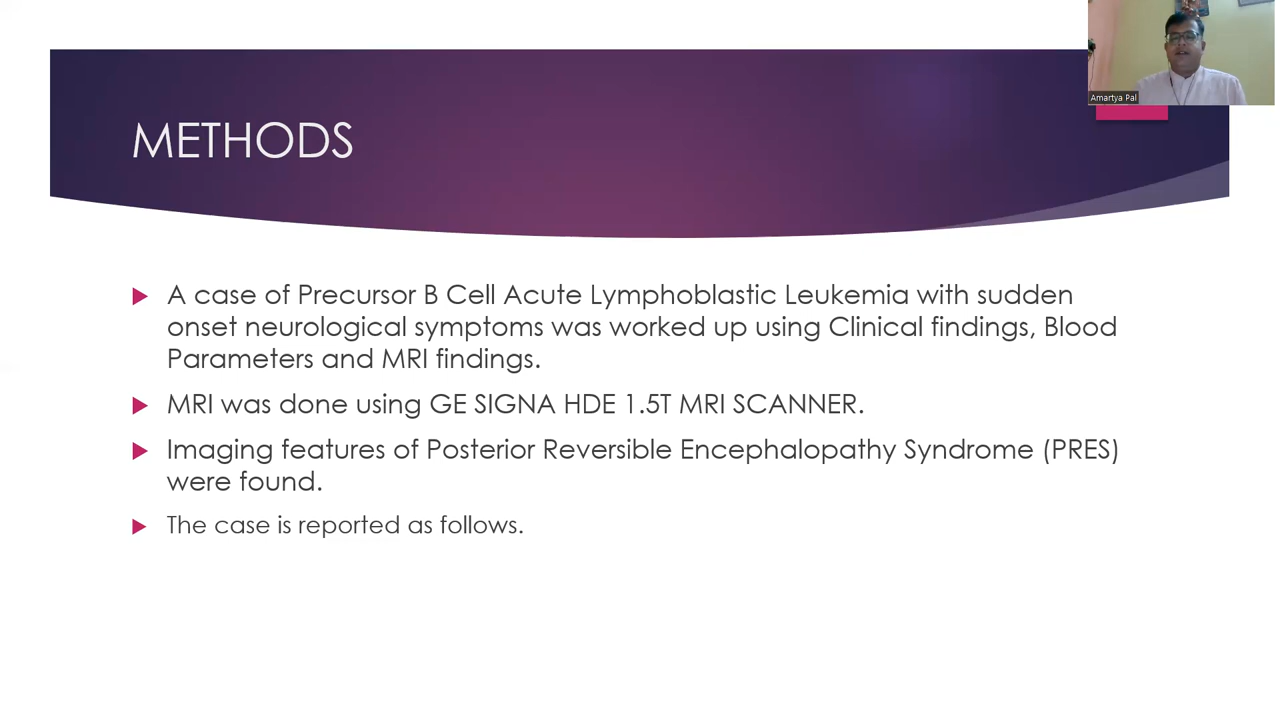 Amartya Pal
METHODS
A case of Precursor B Cell Acute Lymphoblastic Leukemia with sudden
onset neurological symptoms was worked up using Clinical findings, Blood
Parameters and MRI findings.
MRI was done using GE SIGNA HDE 1.5T MRI SCANNER.
Imaging features of Posterior Reversible Encephalopathy Syndrome (PRES)
were found.
The case is reported as follows.